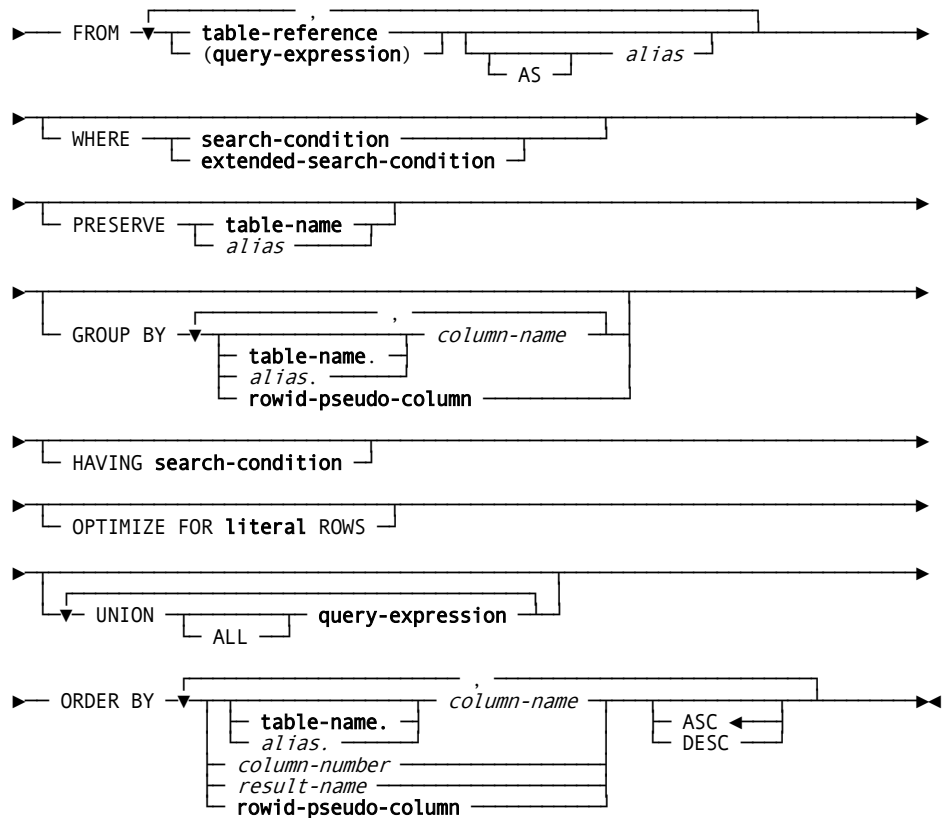 ,
FROM table-reference
(query-expression) alias
AS
WHERE search-condition
extended-search-condition
PRESERVE table-name
alias
,
GROUP BY column-name
table-name.
alias.
rowid-pseudo-column
HAVING search-condition
OPTIMIZE FOR literal ROWS
UNION query-expression
ALL
,
ORDER BY column-name
table-name. ASC
alias. DESC
column-number
result-name
rowid-pseudo-column